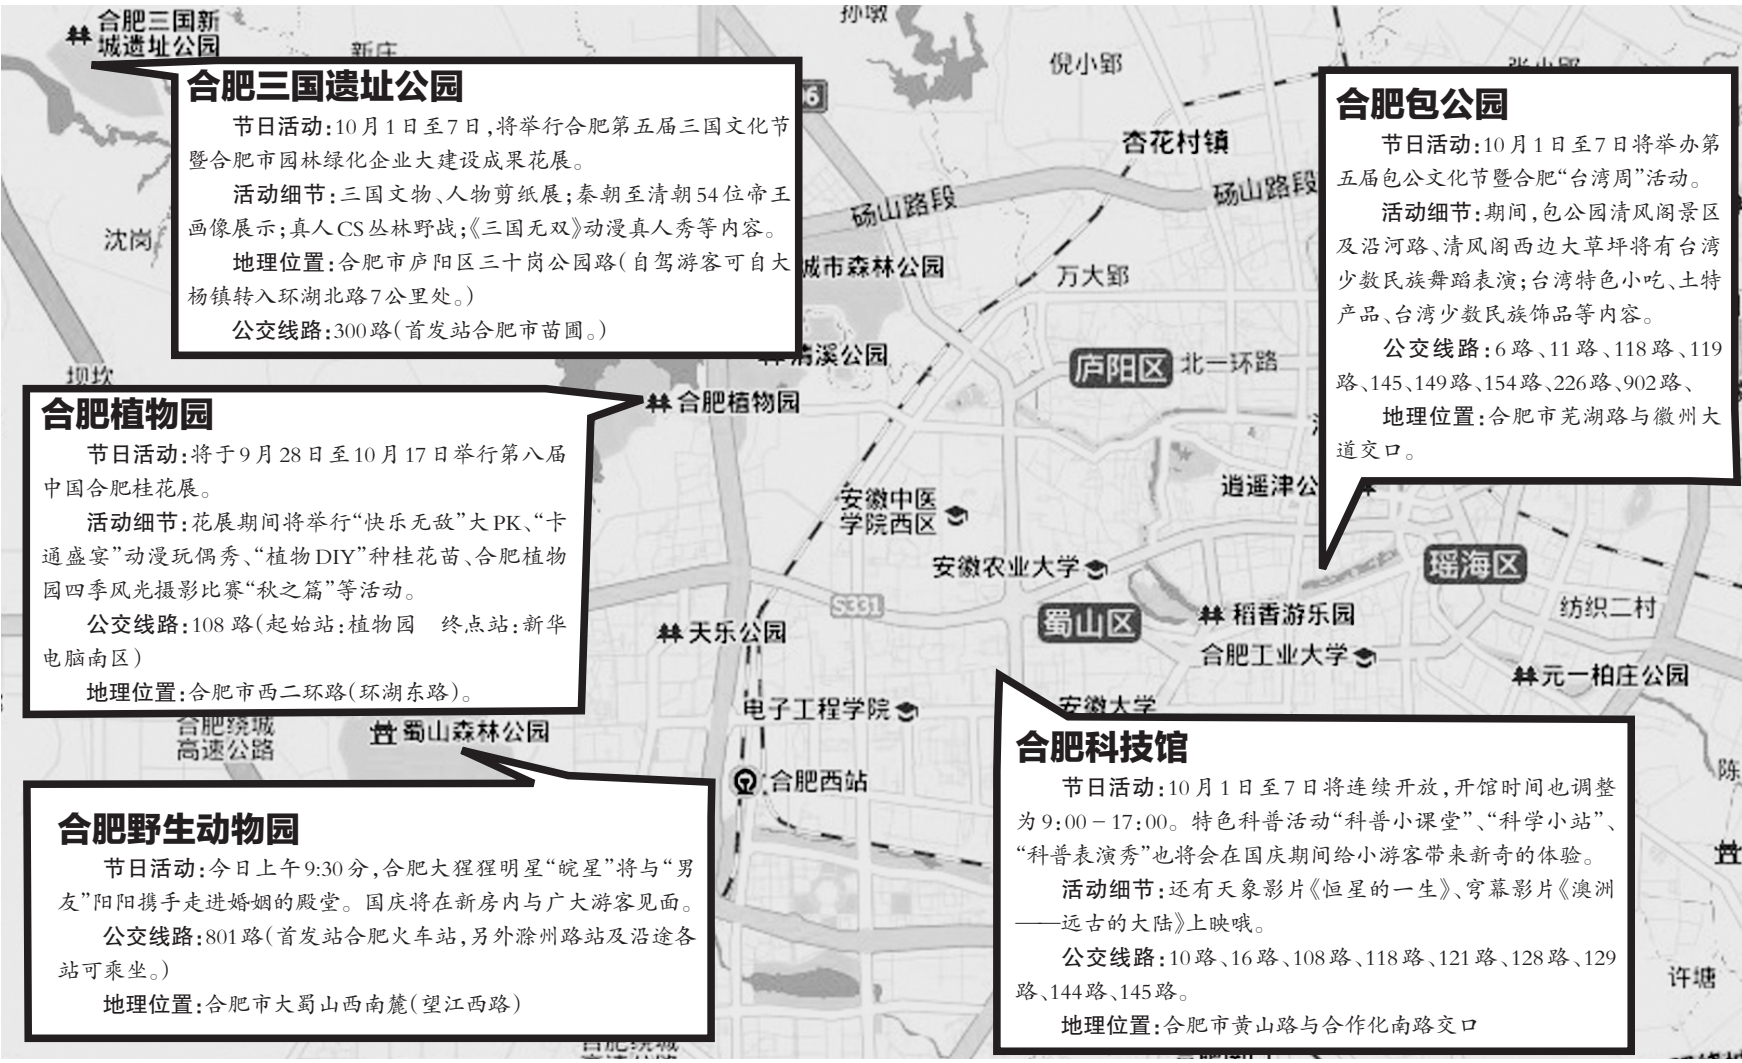 合肥三国新
城遗址公园
新庄
孙墩
倪小郢
合肥三国遗址公园
节日活动:10月1日至7日,将举行合肥第五届三国文化节
暨合肥市园林绿化企业大建设成果花展。
活动细节:三国文物、人物剪纸展;秦朝至清朝54位帝王
画像展示;真人CS丛林野战;《三国无双》动漫真人秀等内容。
地理位置:合肥市庐阳区三十岗公园路(自驾游客可自大
杨镇转入环湖北路7公里处。)
公交线路:300路(首发站合肥市苗圃。)
合肥包公园
节日活动:10月1日至7日将举办第
五届包公文化节暨合肥“台湾周”活动。
活动细节:期间,包公园清风阁景区
及沿河路、清风阁西边大草坪将有台湾
少数民族舞蹈表演;台湾特色小吃、土特
产品、台湾少数民族饰品等内容。
公交线路:6路、11路、118路、119
路、145、149路、154路、226路、902路、
地理位置:合肥市芜湖路与徽州大
道交口。
杏花村镇
砀山路段
砀山路段
沈岗
城市森林公园
万大郢
清溪公园
庐阳区
北一环路
坝坎
合肥植物园
合肥植物园
节日活动:将于9月28日至10月17日举行第八届
中国合肥桂花展。
活动细节:花展期间将举行“快乐无敌”大PK、“卡
通盛宴”动漫玩偶秀、“植物DIY”种桂花苗、合肥植物
园四季风光摄影比赛“秋之篇”等活动。
公交线路:108路(起始站:植物园 终点站:新华
电脑南区)
地理位置:合肥市西二环路(环湖东路)。
安徽中医
学院西区
逍遥津公
安徽农业大学
瑶海区
S331
蜀山区
稻香游乐园
纺织二村
天乐公园
合肥工业大学
元一柏庄公园
电子工程学院
安徽大学
合肥绕城
高速公路
蜀山森林公园
合肥西站
陈
许塘
合肥野生动物园
节日活动:今日上午9:30分,合肥大猩猩明星“皖星”将与“男
友”阳阳携手走进婚姻的殿堂。国庆将在新房内与广大游客见面。
公交线路:801路(首发站合肥火车站,另外滁州路站及沿途各
站可乘坐。)
地理位置:合肥市大蜀山西南麓(望江西路)
合肥科技馆
节日活动:10月1日至7日将连续开放,开馆时间也调整
为9:00－17:00。特色科普活动“科普小课堂”、“科学小站”、
“科普表演秀”也将会在国庆期间给小游客带来新奇的体验。
活动细节:还有天象影片《恒星的一生》、穹幕影片《澳洲
——远古的大陆》上映哦。
公交线路:10路、16路、108路、118路、121路、128路、129
路、144路、145路。
地理位置:合肥市黄山路与合作化南路交口